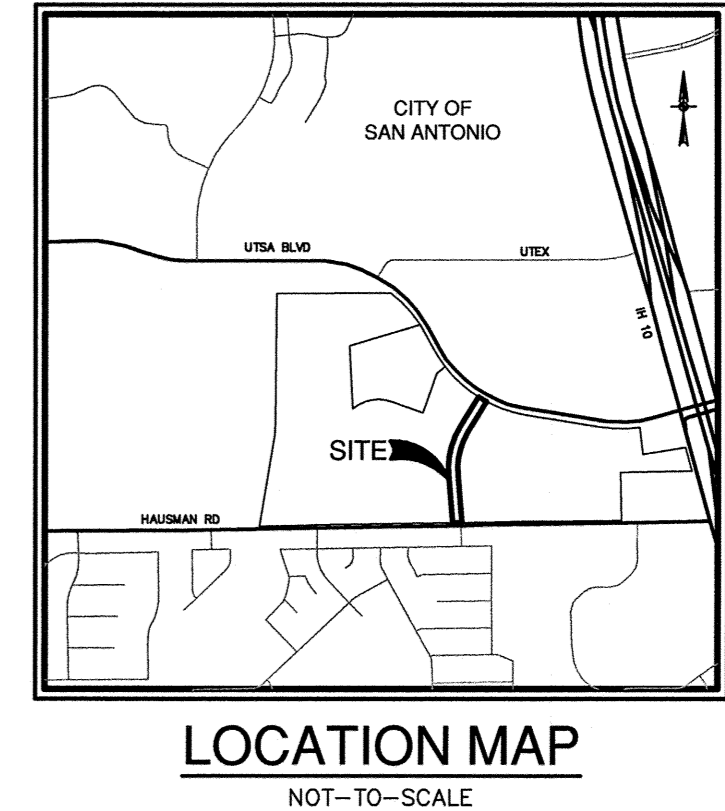 CITY OF
SAN ANTONIO
UTSA BLVD
UTEX
IH 10
SITE
HAUSMAN RD
LOCATION MAP
NOT-TO-SCALE